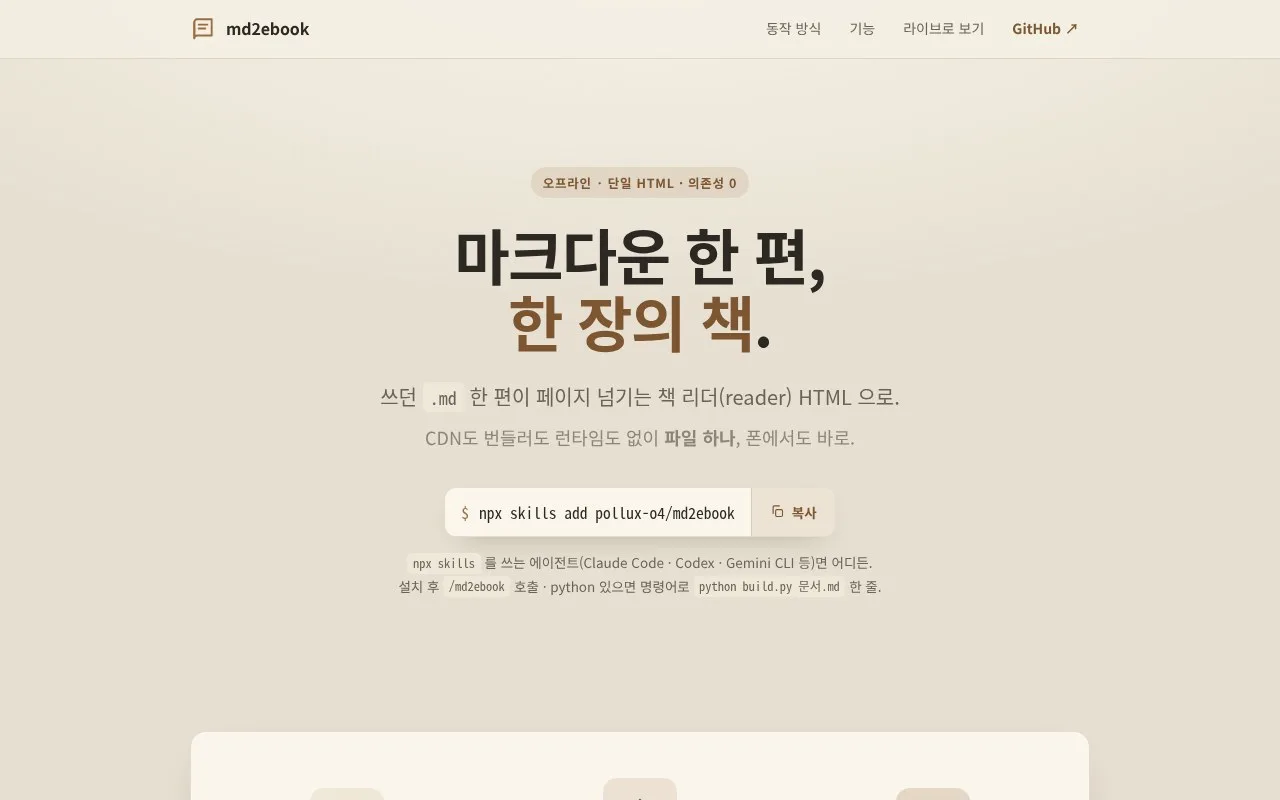 md2ebook
동작 방식 기능 라이브로 보기 GitHub ↗
오프라인 · 단일 HTML · 의존성 0
마크다운 한 편,
한 장의 책.
쓰던 .md 한 편이 페이지 넘기는 책 리더(reader) HTML 으로.
CDN도 번들러도 런타임도 없이 파일 하나, 폰에서도 바로.
$ npx skills add pollux-o4/md2ebook 복사
npx skills 를 쓰는 에이전트(Claude Code · Codex · Gemini CLI 등)면 어디든.
설치 후 /md2ebook 호출 · python 있으면 명령어로 python build.py 문서.md 한 줄.